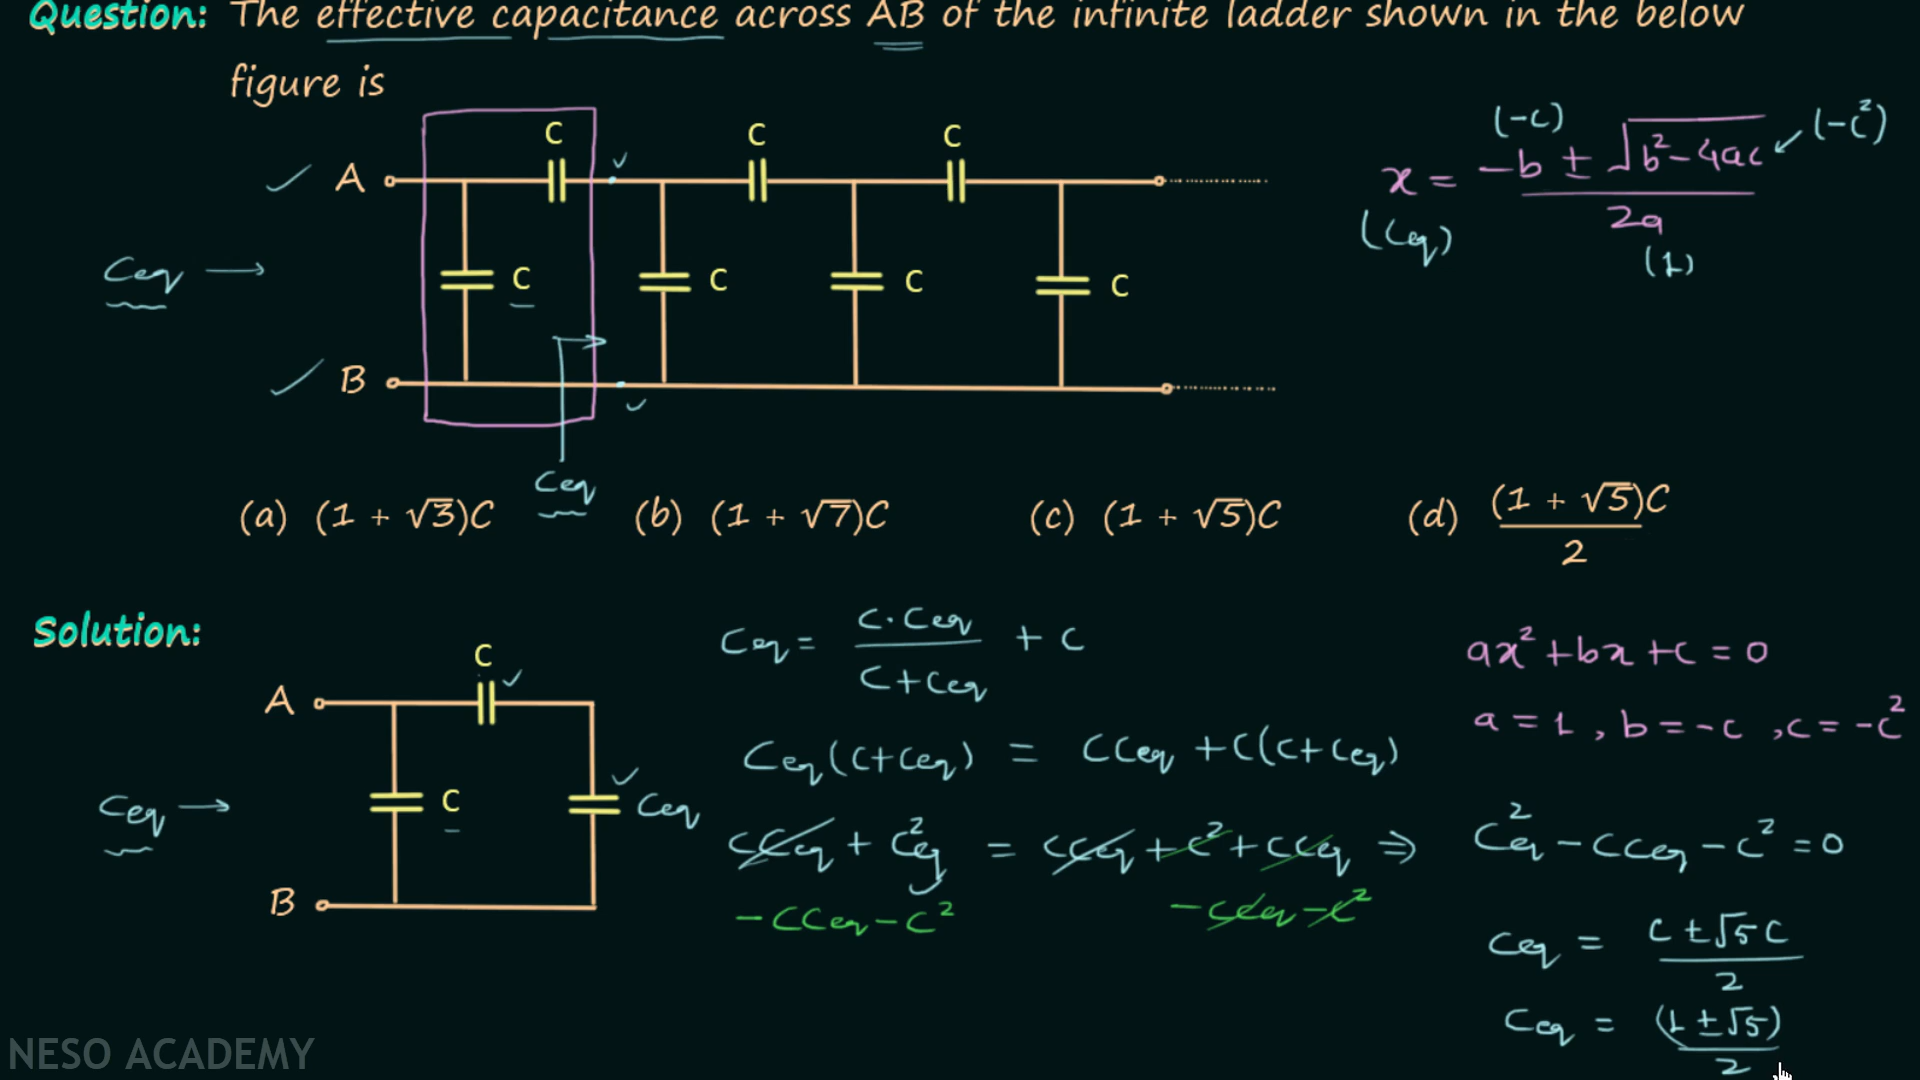 Question: The effective capacitance across AB of the infinite ladder shown in the below
figure is
C C C
A
Ceq →
C C C C
B
Ceq
(-c) (-c²)
x = -b ± √b²-4ac
2a
(Ceq)
(1)
(a) (1 + √3)C (b) (1 + √7)C (c) (1 + √5)C (d) (1 + √5)C
2
Solution:
C
A
Ceq →
C
Ceq
B
Ceq = C.Ceq + C
C+Ceq
Ceq(C+Ceq) = CCeq + C(C+Ceq)
CCeq + C²eq = CCeq + C² + CCeq ⇒
-CCeq-C² -CCeq-C²
ax²+bx+c = 0
a = 1, b = -c, c = -c²
C²eq - CCeq - C² = 0
Ceq = C ± √5 C
2
Ceq = (1 ± √5)
2
NESO ACADEMY